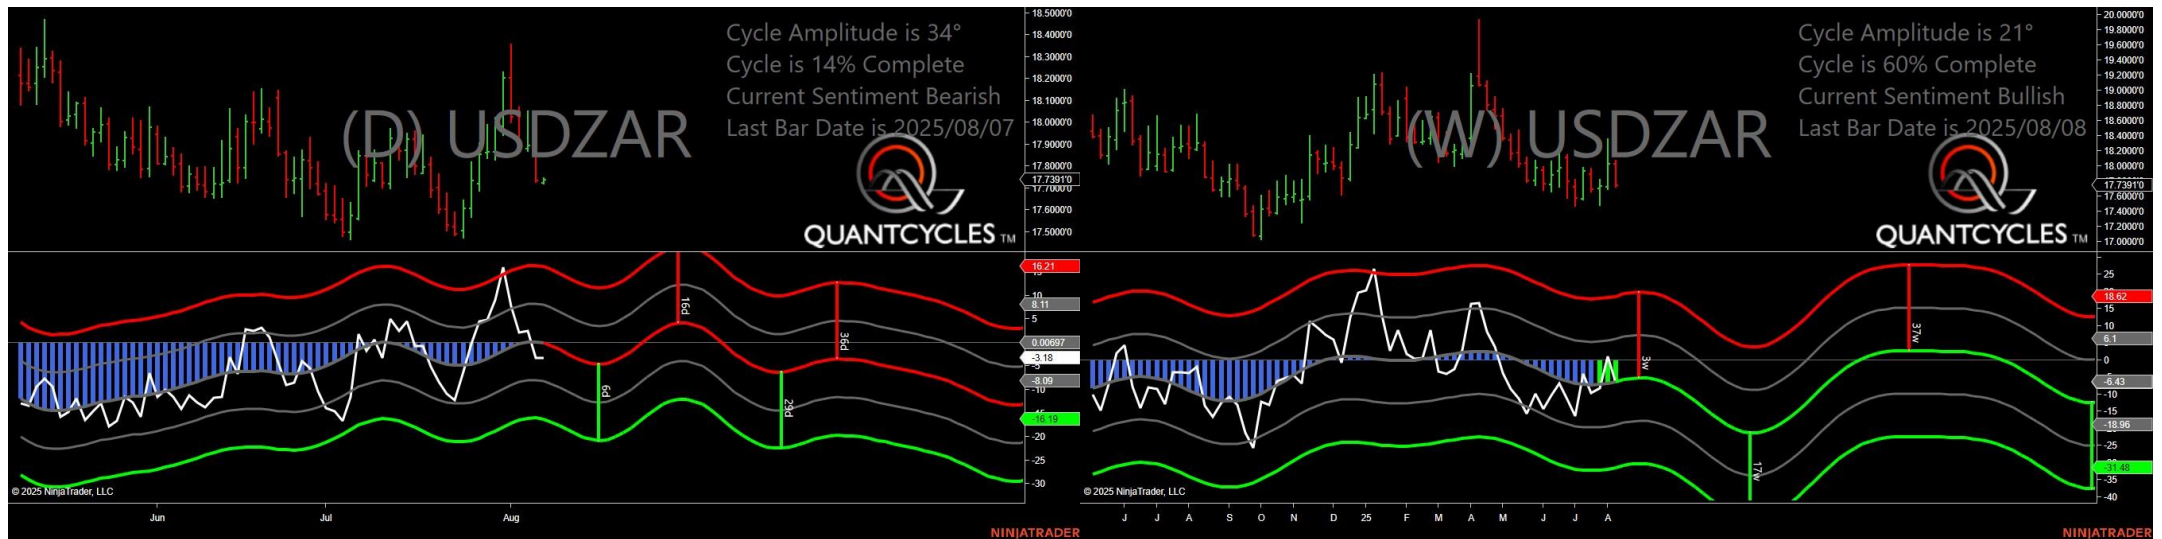 18.5000'0
18.4000'0
18.2000'0
18.1000'0
18.0000'0
17.9000'0
17.8000'0
17.7391'0
17.7000'0
17.6000'0
17.5000'0
Cycle Amplitude is 34°
Cycle is 14% Complete
Current Sentiment Bearish
Last Bar Date is 2025/08/07
(D) USDZAR
QUANTCYCLES TM
16.21
10
8.11
5
0.00697
-3.18
-5
-8.09
-10
-16.19
-20
-25
-30
16d
36d
6d
29d
© 2025 NinjaTrader, LLC
Jun
Jul
Aug
NINJATRADER
20.0000'0
19.8000'0
19.6000'0
19.4000'0
19.2000'0
19.0000'0
18.8000'0
18.6000'0
18.4000'0
18.2000'0
18.0000'0
17.7391'0
17.6000'0
17.4000'0
17.2000'0
17.0000'0
Cycle Amplitude is 21°
Cycle is 60% Complete
Current Sentiment Bullish
Last Bar Date is 2025/08/08
(W) USDZAR
QUANTCYCLES TM
25
18.62
15
10
6.1
0
-6.43
-10
-15
-18.96
-25
-31.48
-35
-40
3w
37w
17w
© 2025 NinjaTrader, LLC
J
J
A
S
O
N
D
25
F
M
A
M
J
J
A
NINJATRADER